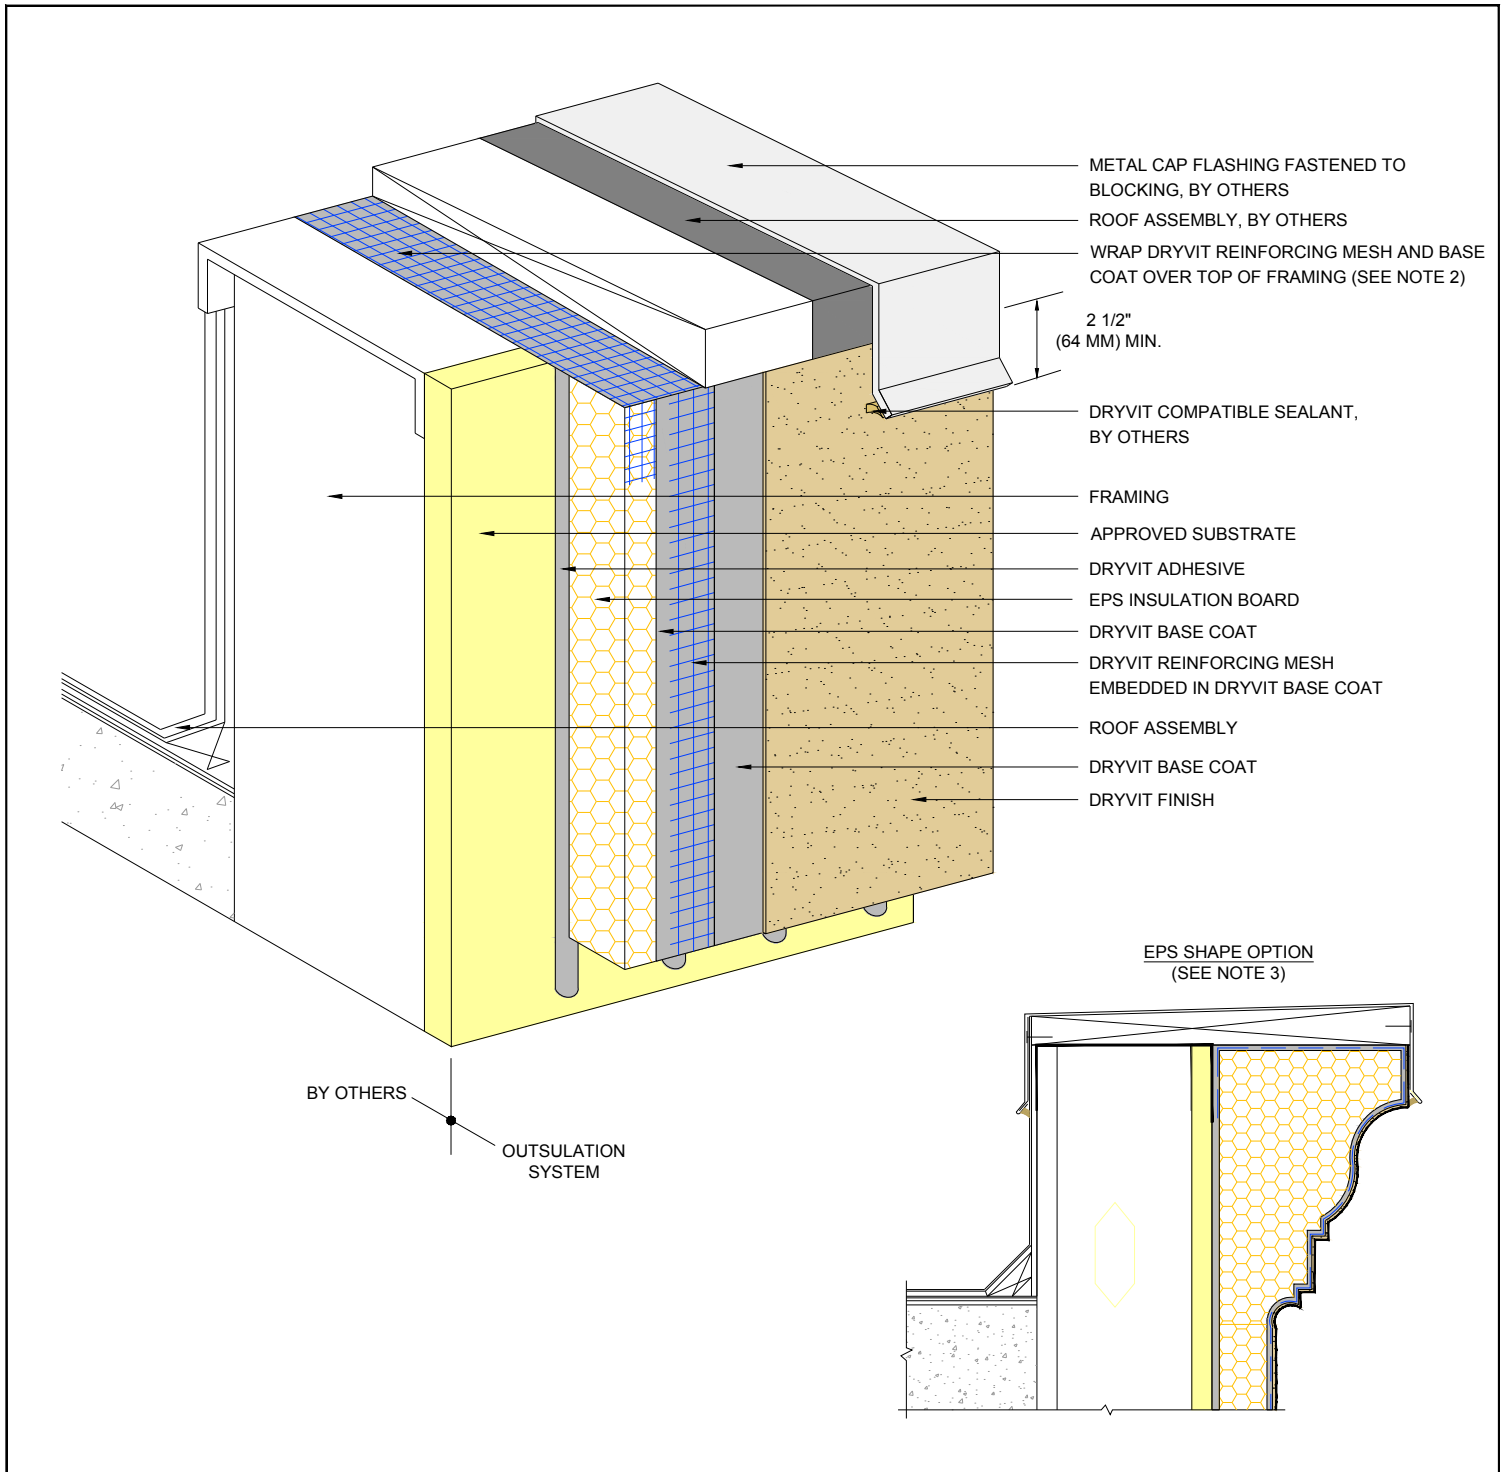 METAL CAP FLASHING FASTENED TO
BLOCKING, BY OTHERS
ROOF ASSEMBLY, BY OTHERS
WRAP DRYVIT REINFORCING MESH AND BASE
COAT OVER TOP OF FRAMING (SEE NOTE 2)
2 1/2"
(64 MM) MIN.
DRYVIT COMPATIBLE SEALANT,
BY OTHERS
FRAMING
APPROVED SUBSTRATE
DRYVIT ADHESIVE
EPS INSULATION BOARD
DRYVIT BASE COAT
DRYVIT REINFORCING MESH
EMBEDDED IN DRYVIT BASE COAT
ROOF ASSEMBLY
DRYVIT BASE COAT
DRYVIT FINISH
EPS SHAPE OPTION
(SEE NOTE 3)
BY OTHERS
OUTSULATION
SYSTEM